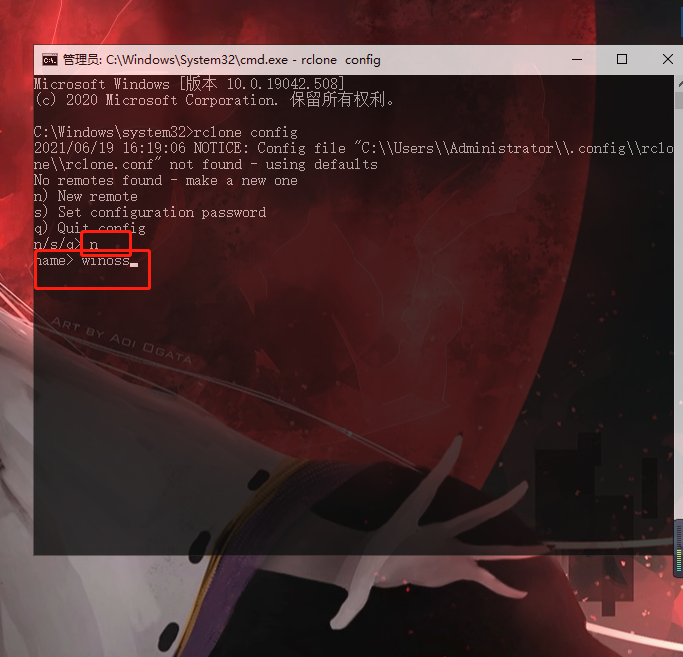 管理员: C:\Windows\System32\cmd.exe - rclone  config
Microsoft Windows [版本 10.0.19042.508]
(c) 2020 Microsoft Corporation. 保留所有权利。
C:\Windows\system32>rclone config
2021/06/19 16:19:06 NOTICE: Config file "C:\\Users\\Administrator\\.config\\rclo
ne\\rclone.conf" not found - using defaults
No remotes found - make a new one
n) New remote
s) Set configuration password
q) Quit config
n/s/q> n
name> winoss
ART BY AOI OGATA